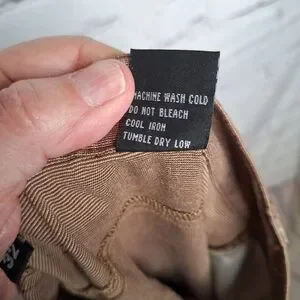 MACHINE WASH COLD
DO NOT BLEACH
COOL IRON
TUMBLE DRY LOW